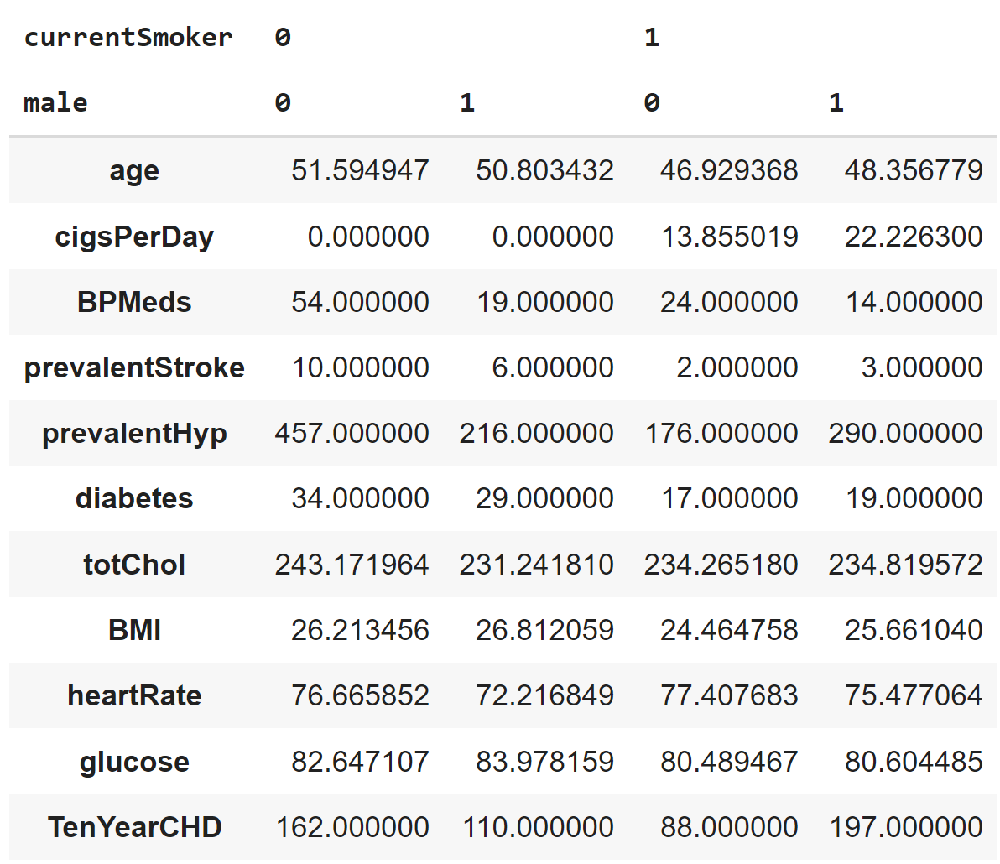 currentSmoker 0 1
male 0 1 0 1
age 51.594947 50.803432 46.929368 48.356779
cigsPerDay 0.000000 0.000000 13.855019 22.226300
BPMeds 54.000000 19.000000 24.000000 14.000000
prevalentStroke 10.000000 6.000000 2.000000 3.000000
prevalentHyp 457.000000 216.000000 176.000000 290.000000
diabetes 34.000000 29.000000 17.000000 19.000000
totChol 243.171964 231.241810 234.265180 234.819572
BMI 26.213456 26.812059 24.464758 25.661040
heartRate 76.665852 72.216849 77.407683 75.477064
glucose 82.647107 83.978159 80.489467 80.604485
TenYearCHD 162.000000 110.000000 88.000000 197.000000